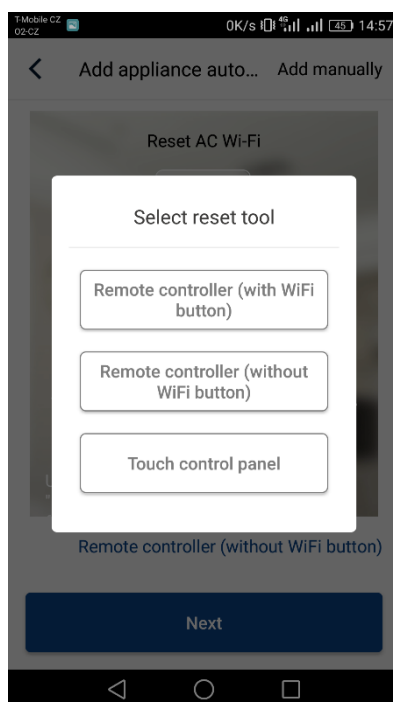 T-Mobile CZ
02-CZ
0K/s 4G 45 14:57
Add appliance auto... Add manually
Reset AC Wi-Fi
Select reset tool
Remote controller (with WiFi
button)
Remote controller (without
WiFi button)
Touch control panel
Remote controller (without WiFi button)
Next